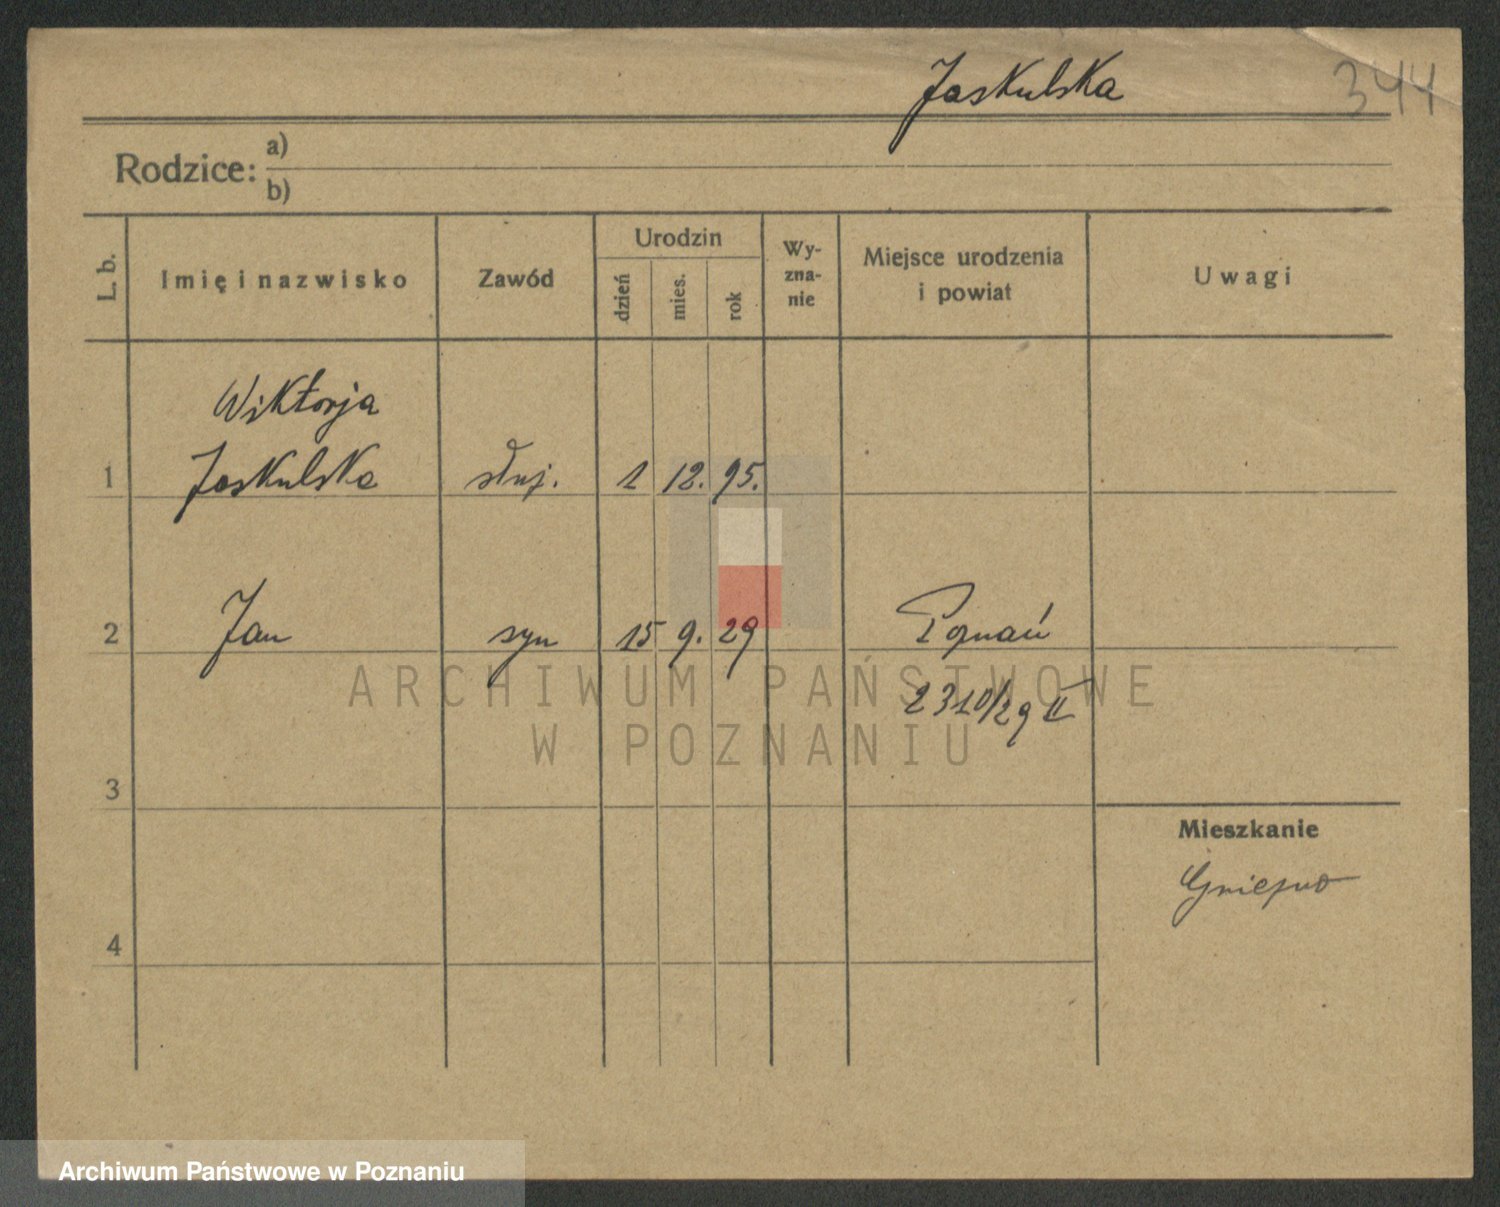 Jaskulska
344
Rodzice: a)
b)
L. b. Imię i nazwisko Zawód Urodzin dzień mies. rok Wy-zna-nie Miejsce urodzenia i powiat Uwagi
Wiktorja
1 Jaskulska służ. 1 12. 95.
2 Jan syn 15 9. 29 Poznań
2310/29 II
3
Mieszkanie
Gniezno
4
ARCHIWUM PAŃSTWOWE
W POZNANIU
Archiwum Państwowe w Poznaniu